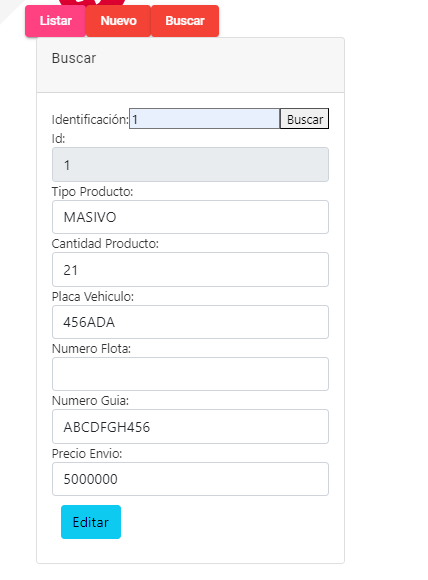 Listar Nuevo Buscar
Buscar
Identificación: 1 Buscar
Id:
1
Tipo Producto:
MASIVO
Cantidad Producto:
21
Placa Vehiculo:
456ADA
Numero Flota:
Numero Guia:
ABCDFGH456
Precio Envio:
5000000
Editar